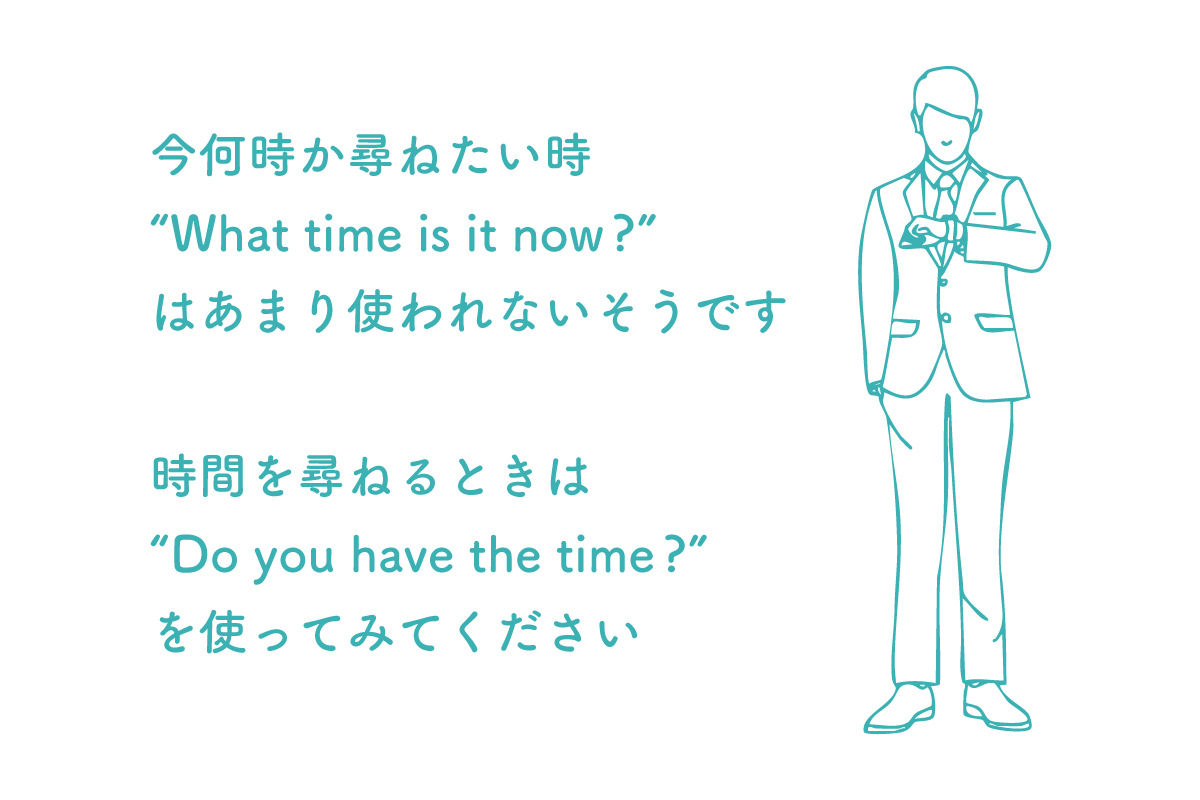 今何時か尋ねたい時
“What time is it now?”
はあまり使われないそうです
時間を尋ねるときは
“Do you have the time?”
を使ってみてください